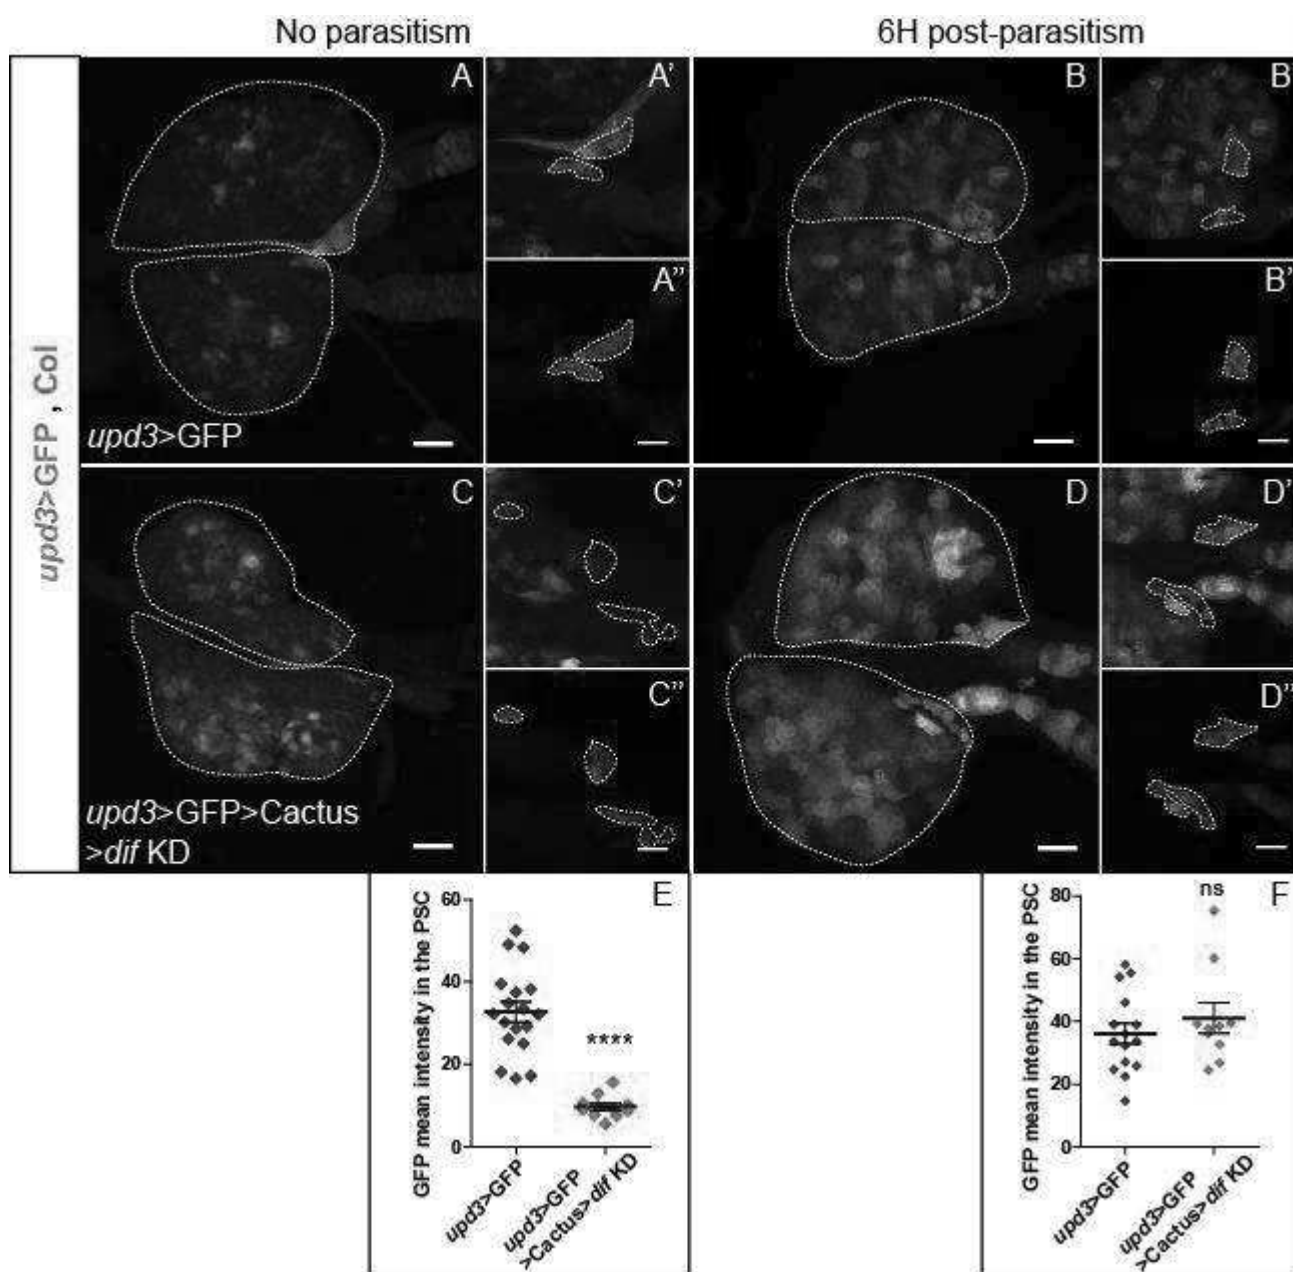 No parasitism
6H post-parasitism
upd3>GFP , Col
A
A'
A"
upd3>GFP
B
B'
B"
C
C'
C"
upd3>GFP>Cactus
>dif KD
D
D'
D"
E
GFP mean intensity in the PSC
60
40
20
0
****
upd3>GFP
upd3>GFP
>Cactus>dif KD
F
GFP mean intensity in the PSC
80
60
40
20
0
ns
upd3>GFP
upd3>GFP
>Cactus>dif KD